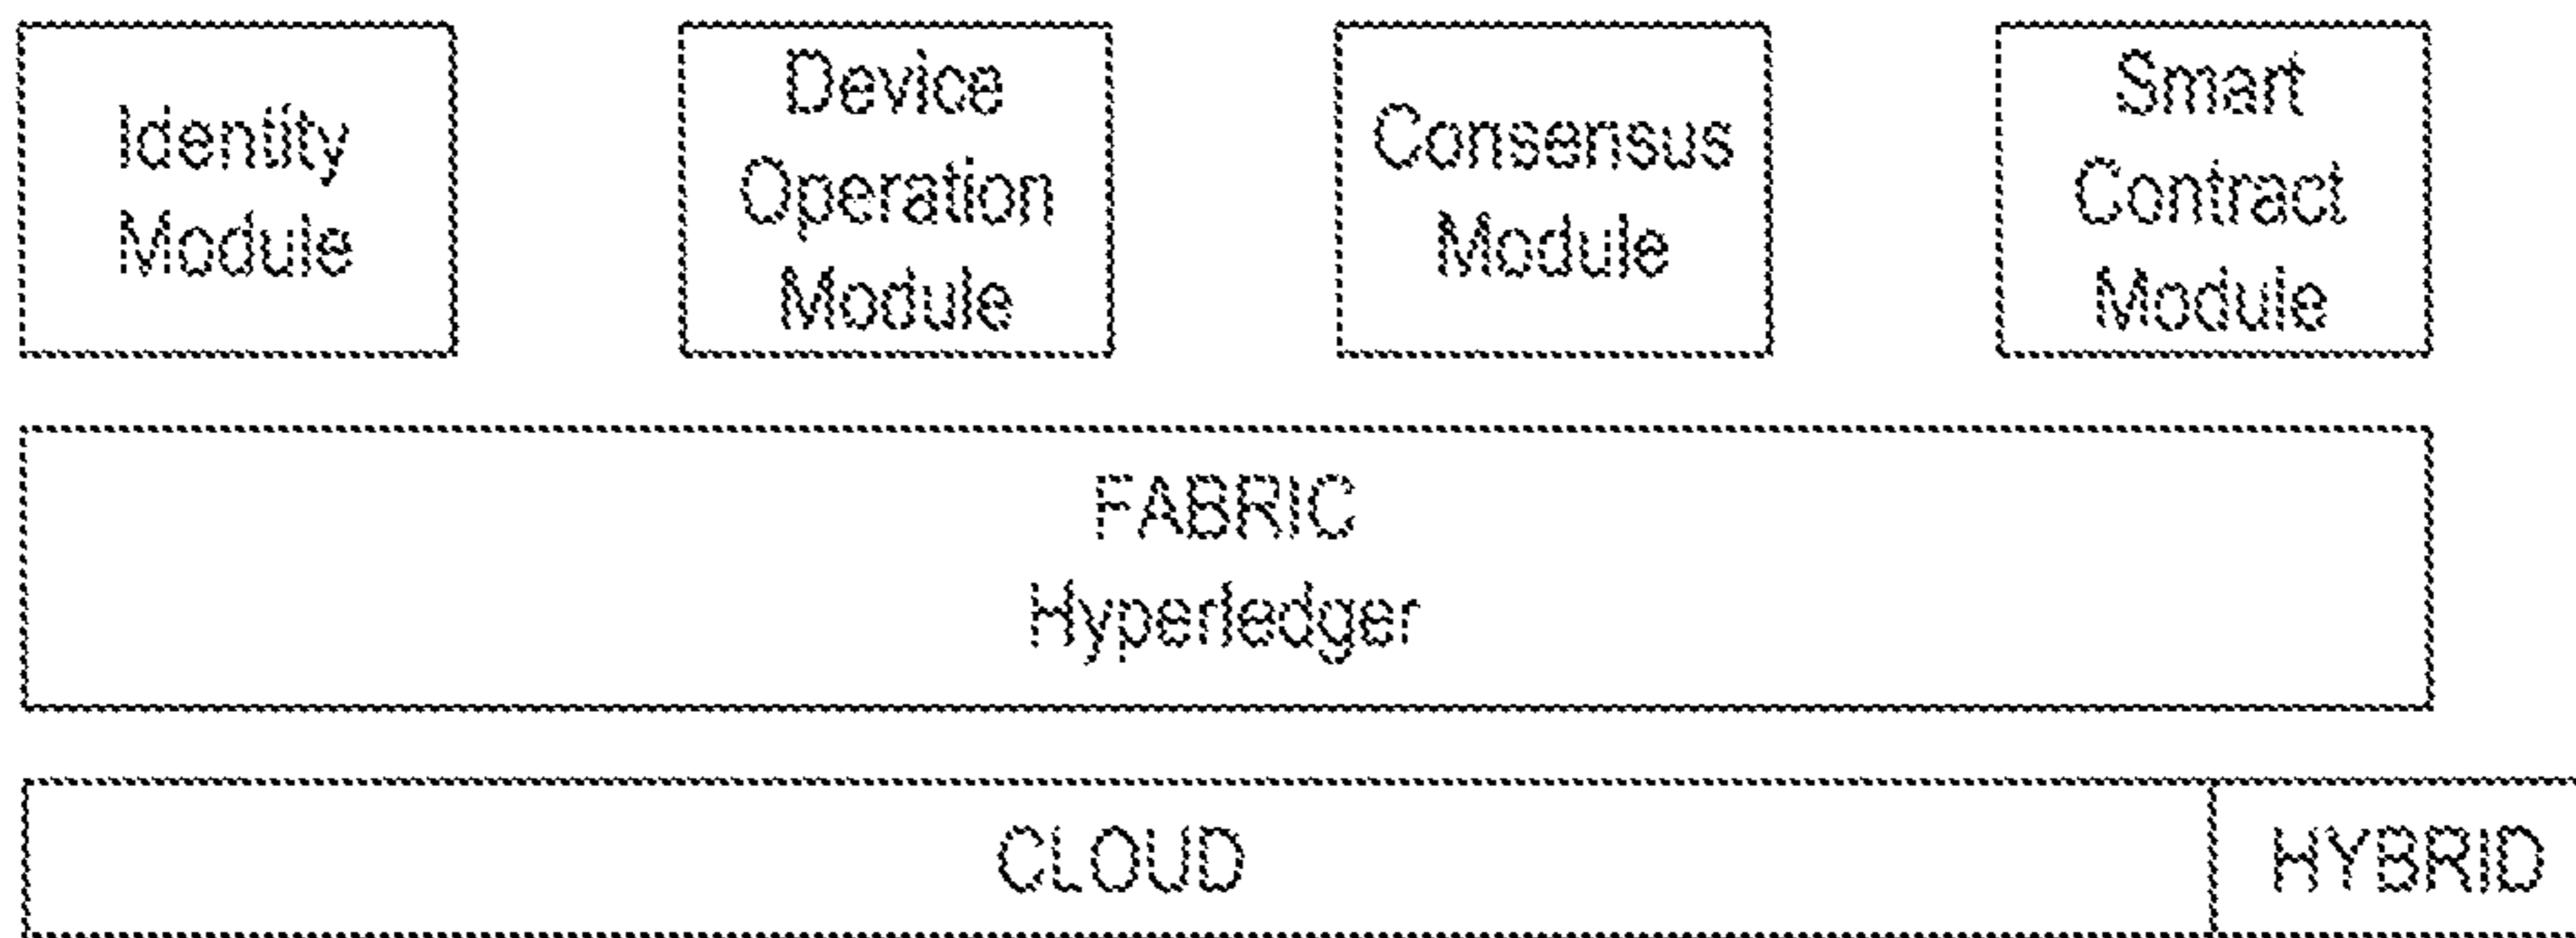 Identity
Module
Device
Operation
Module
Consensus
Module
Smart
Contract
Module
FABRIC
Hyperledger
CLOUD
HYBRID